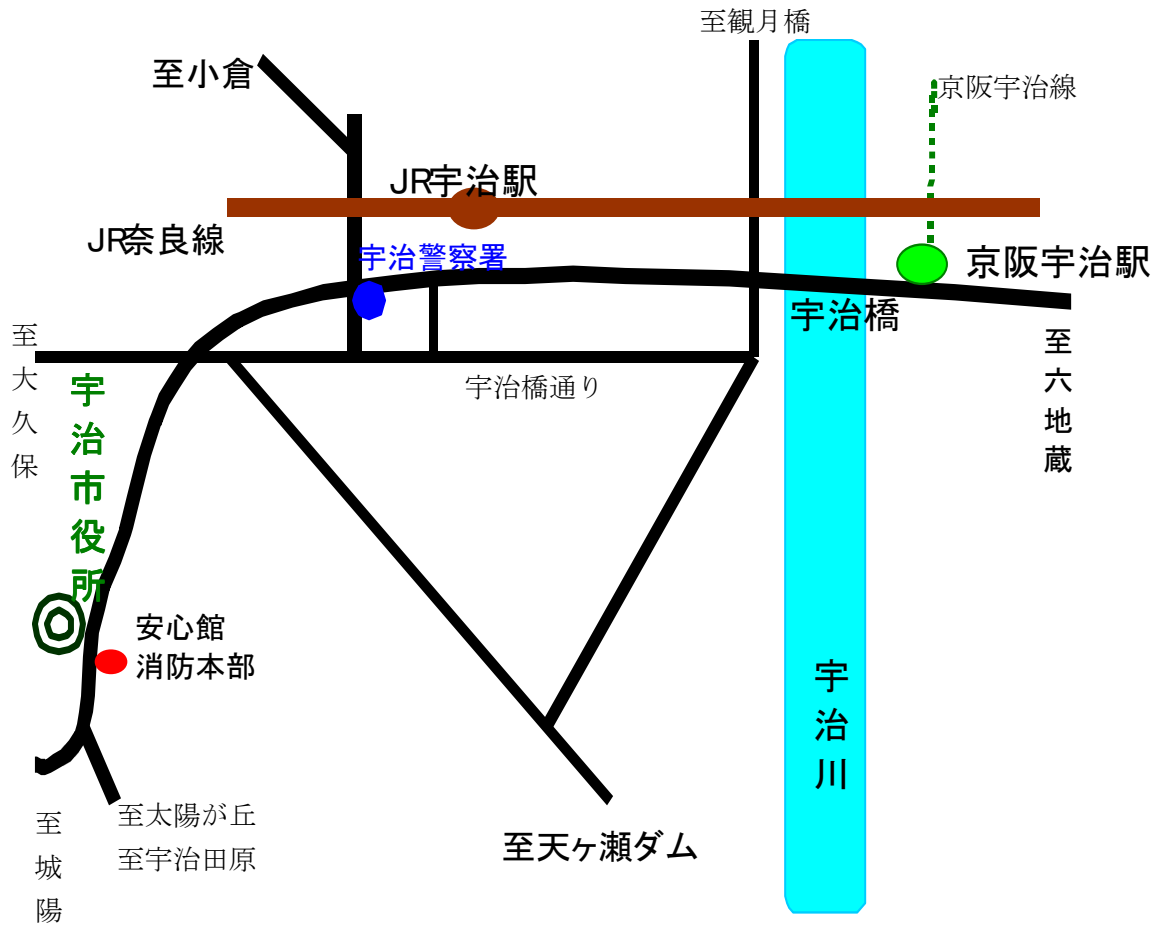 至観月橋
至小倉
京阪宇治線
JR宇治駅
JR奈良線
宇治警察署
京阪宇治駅
宇治橋
至大久保
至六地蔵
宇治橋通り
宇治市役所
安心館
消防本部
宇治川
至太陽が丘
至宇治田原
至城陽
至天ヶ瀬ダム